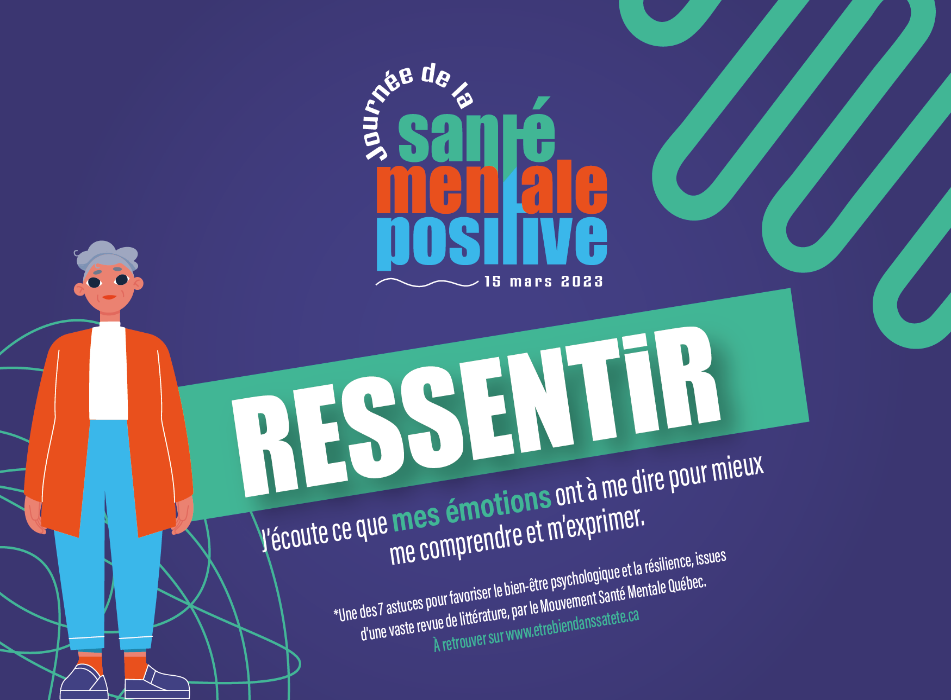 Journée de la
santé
mentale
positive
15 mars 2023
RESSENTiR
J'écoute ce que mes émotions ont à me dire pour mieux
me comprendre et m'exprimer.
*Une des 7 astuces pour favoriser le bien-être psychologique et la résilience, issues
d'une vaste revue de littérature, par le Mouvement Santé Mentale Québec.
À retrouver sur www.etrebiendanssatete.ca